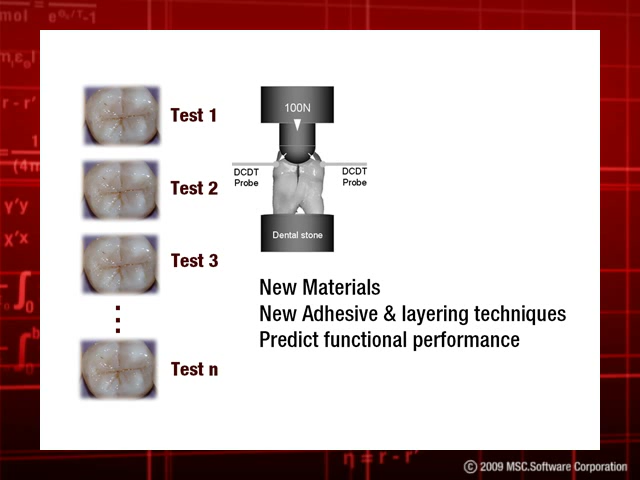 Test 1
Test 2
Test 3
Test n
100N
DCDT
Probe
DCDT
Probe
Dental stone
New Materials
New Adhesive & layering techniques
Predict functional performance
© 2009 MSC.Software Corporation
r - r′
γ′y
χ′x
η = r - r′